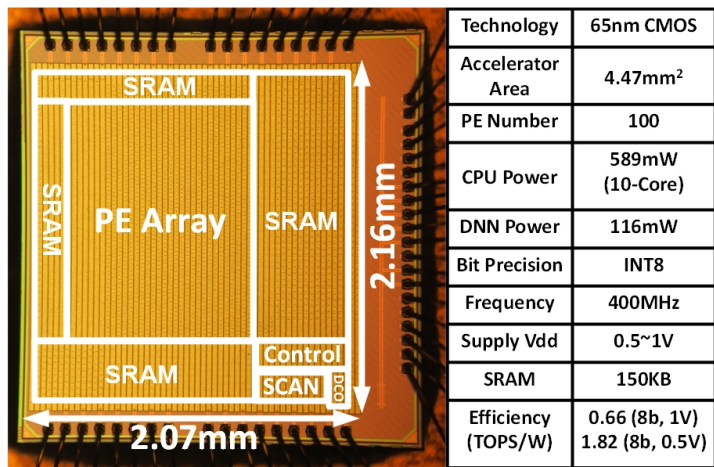 SRAM
SRAM
PE Array
SRAM
2.16mm
SRAM
Control
SCAN
DCO
2.07mm
Technology 65nm CMOS
Accelerator Area 4.47mm²
PE Number 100
CPU Power 589mW
(10-Core)
DNN Power 116mW
Bit Precision INT8
Frequency 400MHz
Supply Vdd 0.5~1V
SRAM 150KB
Efficiency 0.66 (8b, 1V)
(TOPS/W) 1.82 (8b, 0.5V)